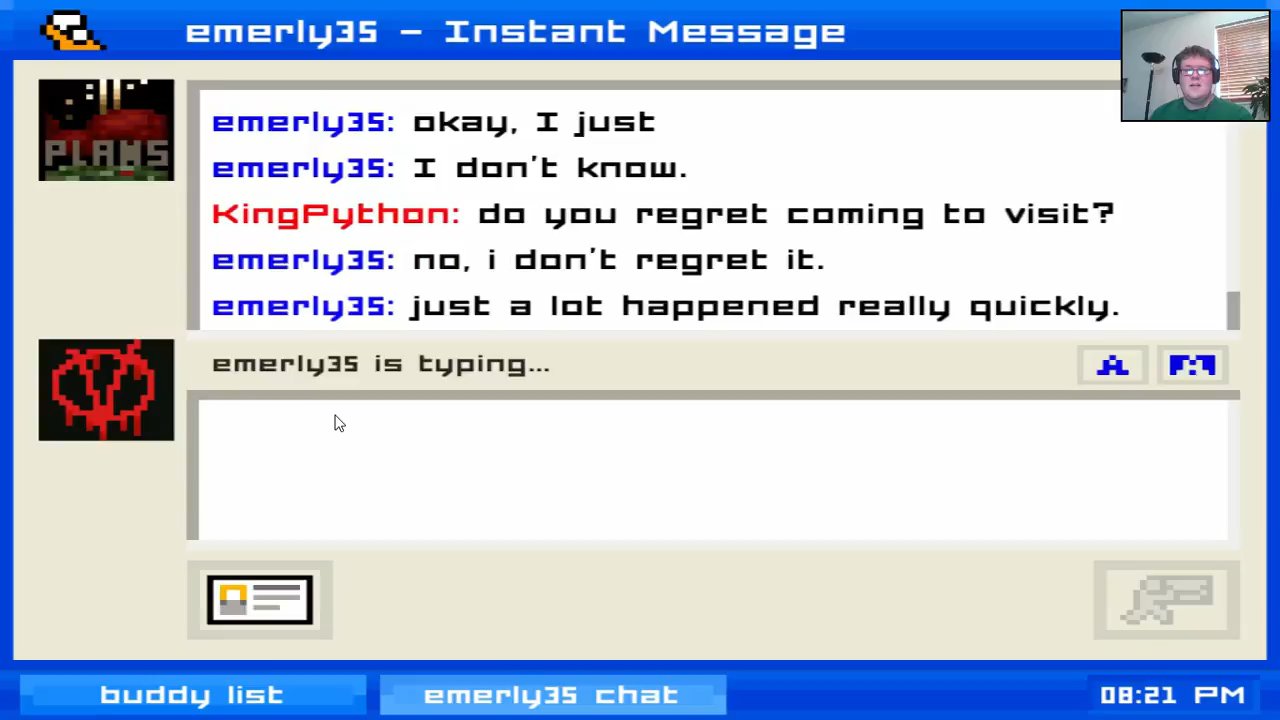 emerly35 - Instant Message
PLAWS
emerly35: okay, I just
emerly35: I don't know.
KingPython: do you regret coming to visit?
emerly35: no, i don't regret it.
emerly35: just a lot happened really quickly.
emerly35 is typing...
buddy list
emerly35 chat
08:21 PM